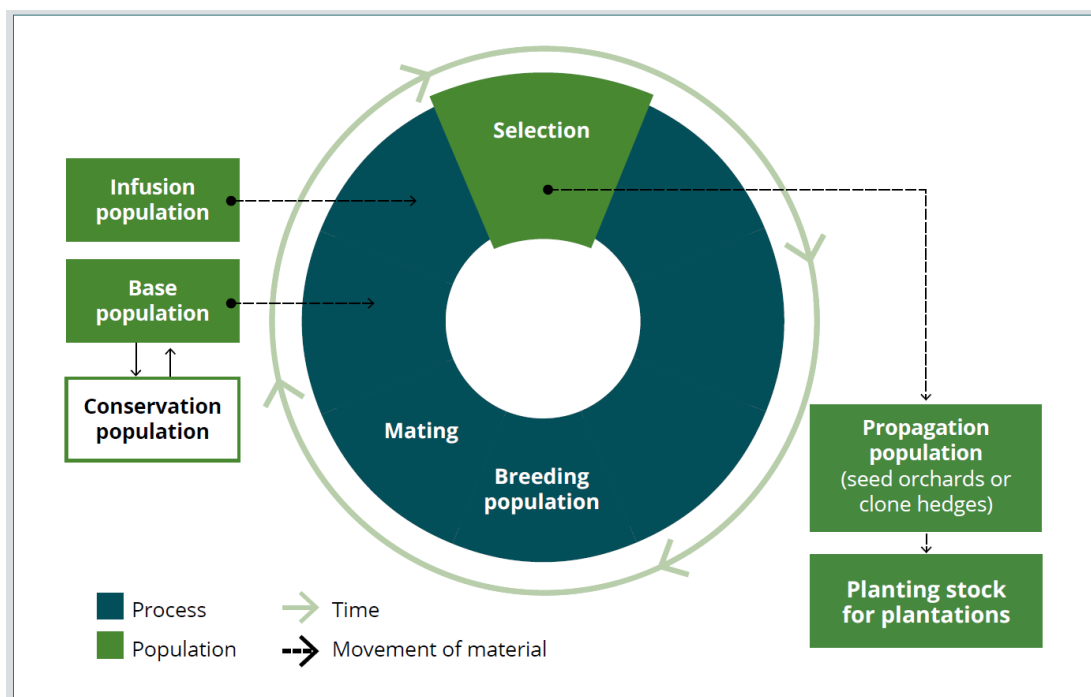 Selection
Infusion
population
Base
population
Conservation
population
Mating
Breeding
population
Propagation
population
(seed orchards or
clone hedges)
Planting stock
for plantations
Process
Time
Population
Movement of material